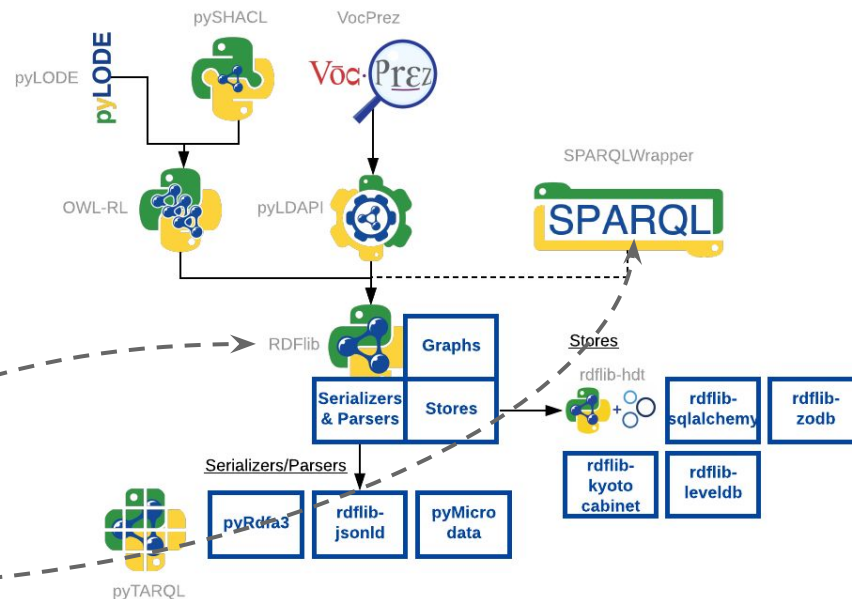 pySHACL
VocPrez
pyLODE
pyLODE
Vōc·Prez
SPARQLWrapper
OWL-RL
pyLDAPI
SPARQL
RDFlib
Graphs
Stores
rdflib-hdt
Serializers
& Parsers
Stores
+
rdflib-
sqlalchemy
rdflib-
zodb
Serializers/Parsers
rdflib-
kyoto
cabinet
rdflib-
leveldb
pyRdfa3
rdflib-
jsonld
pyMicro
data
pyTARQL